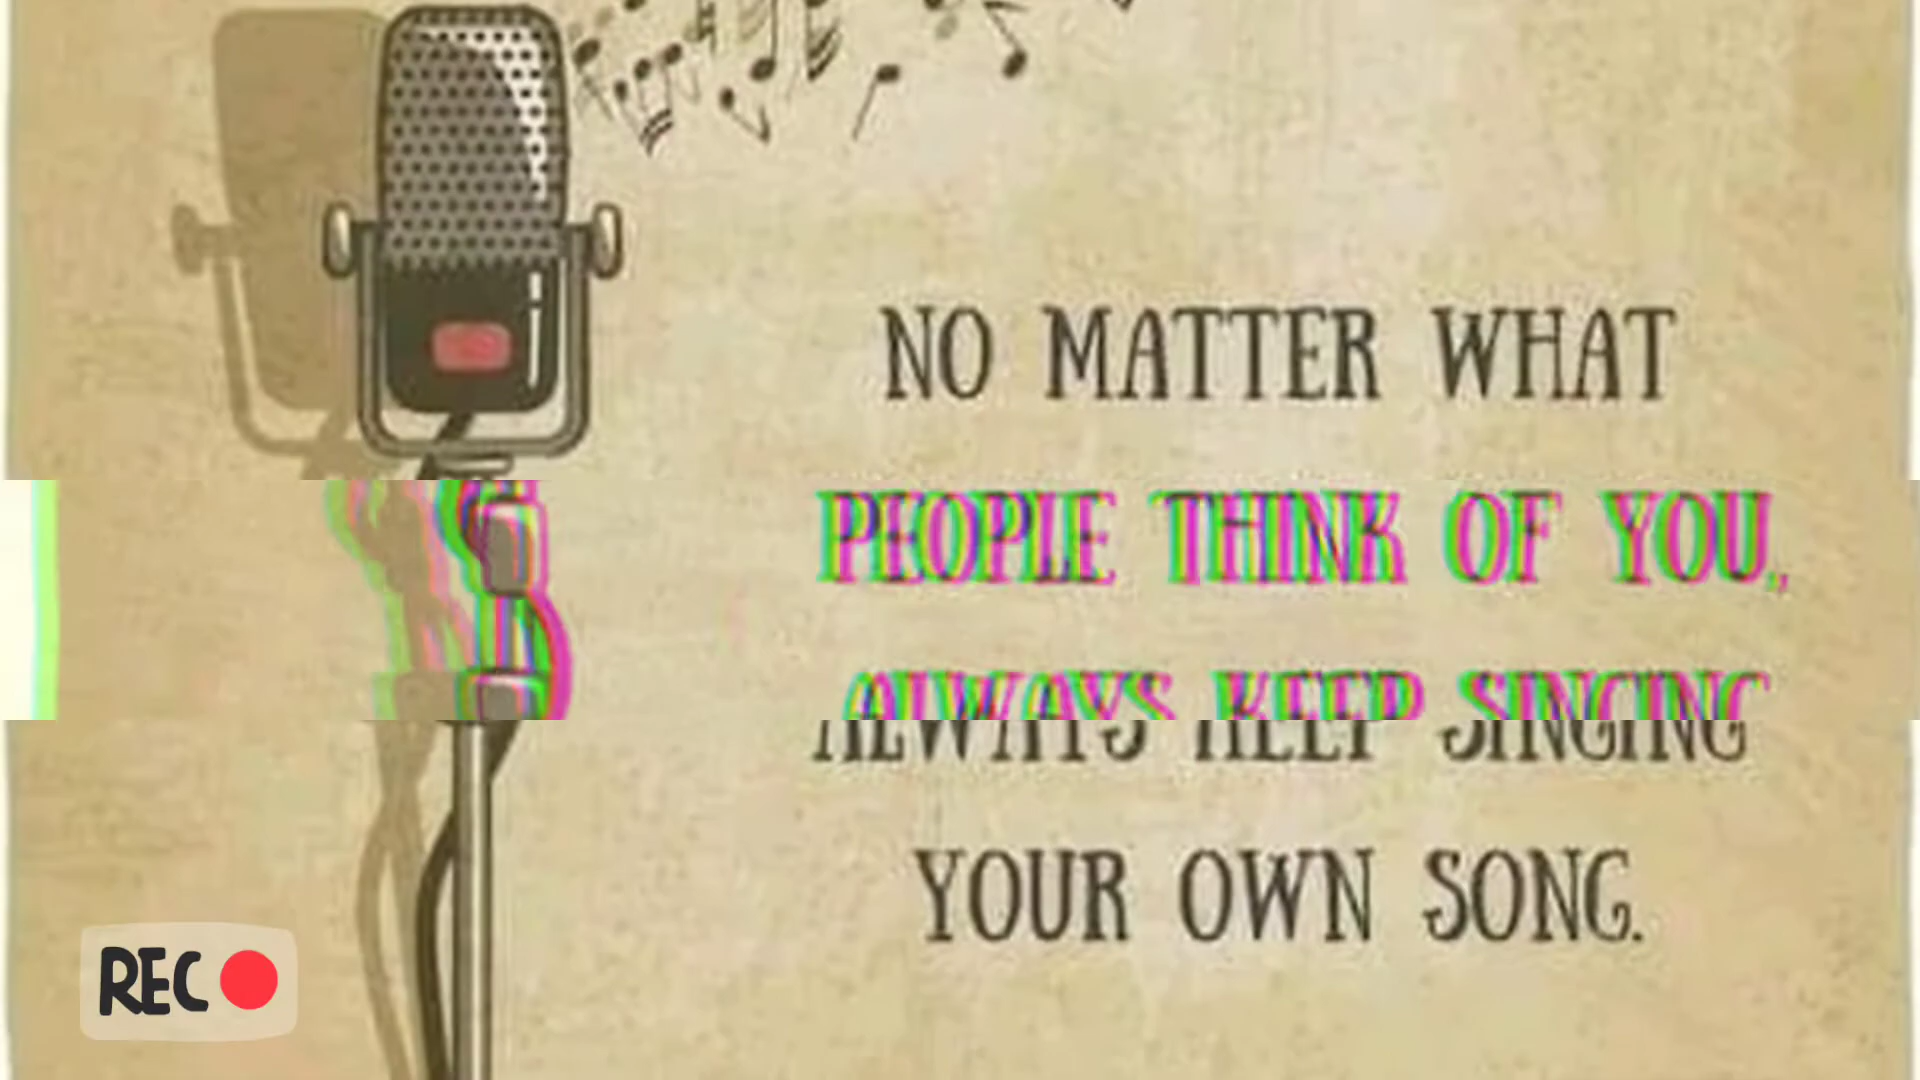 NO MATTER WHAT
PEOPLE THINK OF YOU,
ALWAYS KEEP SINGING
YOUR OWN SONG.
REC